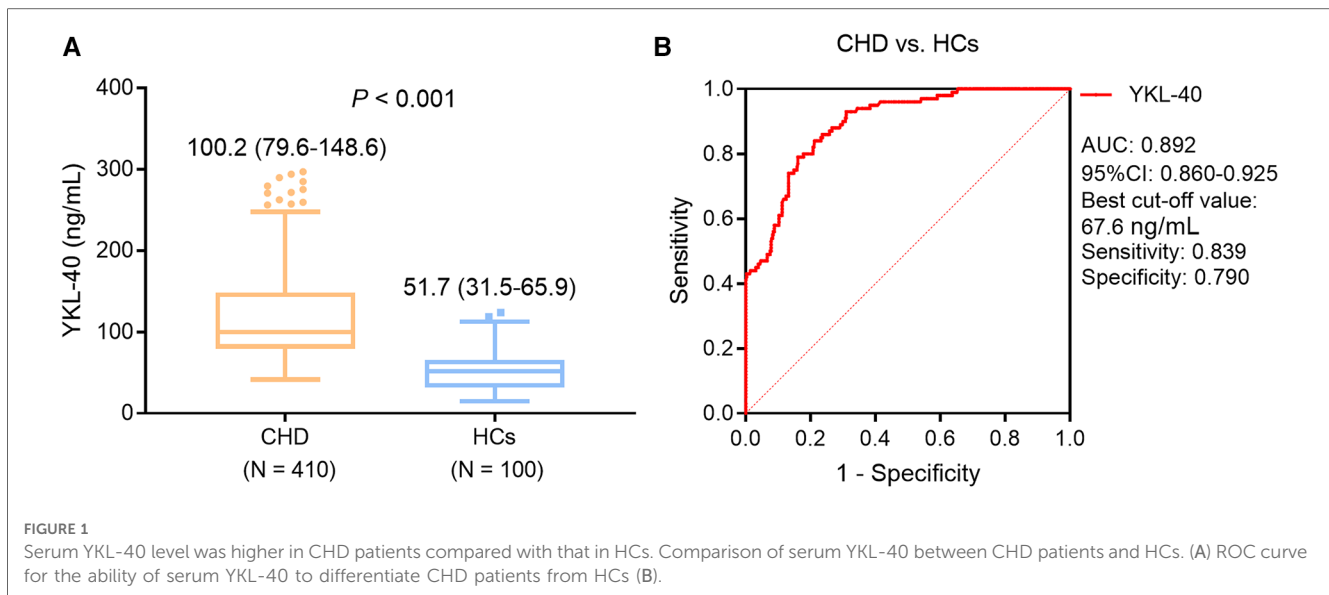 A
P < 0.001
400
300
200
100
0
YKL-40 (ng/mL)
100.2 (79.6-148.6)
51.7 (31.5-65.9)
CHD
HCs
(N = 410)
(N = 100)
B
CHD vs. HCs
1.0
0.8
0.6
0.4
0.2
0.0
Sensitivity
0.0 0.2 0.4 0.6 0.8 1.0
1 - Specificity
YKL-40
AUC: 0.892
95%CI: 0.860-0.925
Best cut-off value:
67.6 ng/mL
Sensitivity: 0.839
Specificity: 0.790
FIGURE 1
Serum YKL-40 level was higher in CHD patients compared with that in HCs. Comparison of serum YKL-40 between CHD patients and HCs. (A) ROC curve
for the ability of serum YKL-40 to differentiate CHD patients from HCs (B).